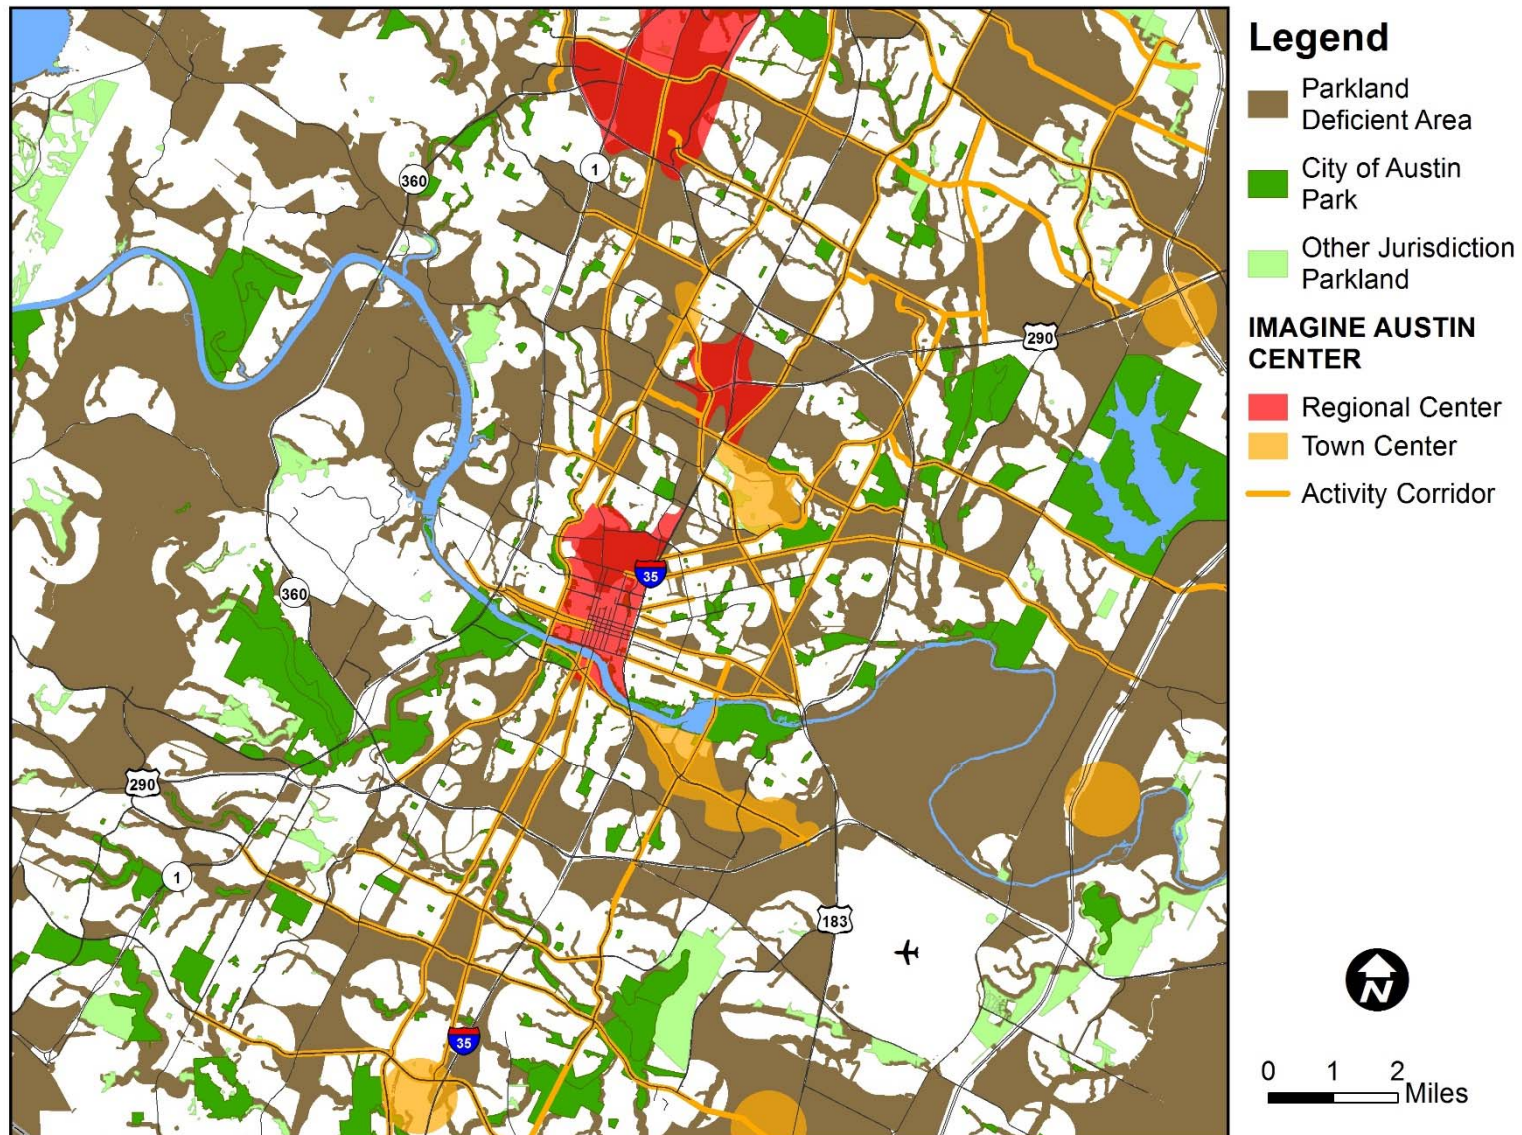 360
1
290
35
360
290
1
183
35
Legend
Parkland
Deficient Area
City of Austin
Park
Other Jurisdiction
Parkland
IMAGINE AUSTIN
CENTER
Regional Center
Town Center
Activity Corridor
N
0 1 2
Miles